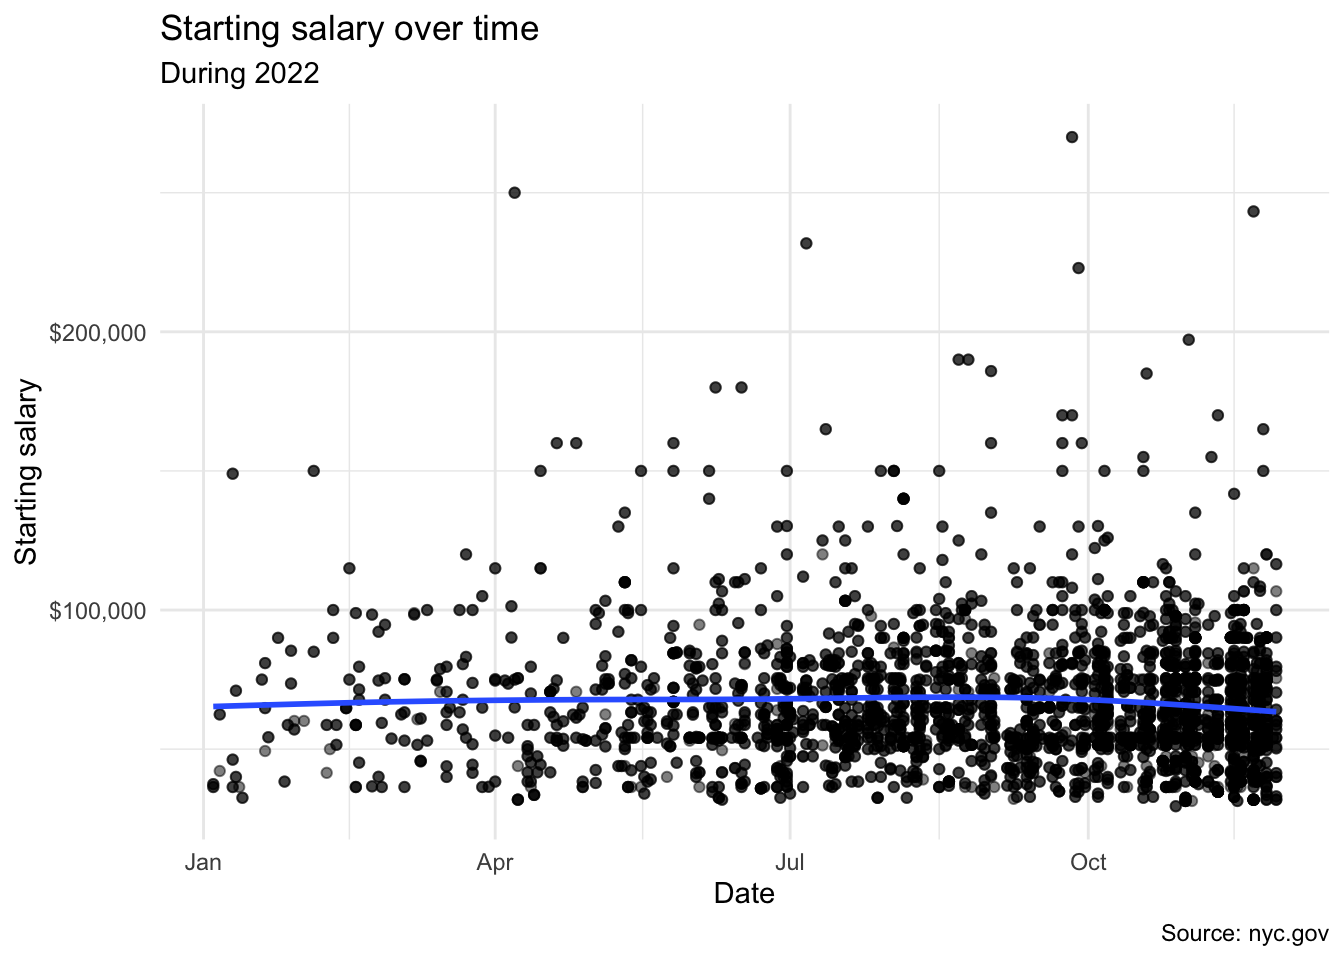 Starting salary over time
During 2022
Starting salary
$200,000
$100,000
Jan
Apr
Jul
Oct
Date
Source: nyc.gov